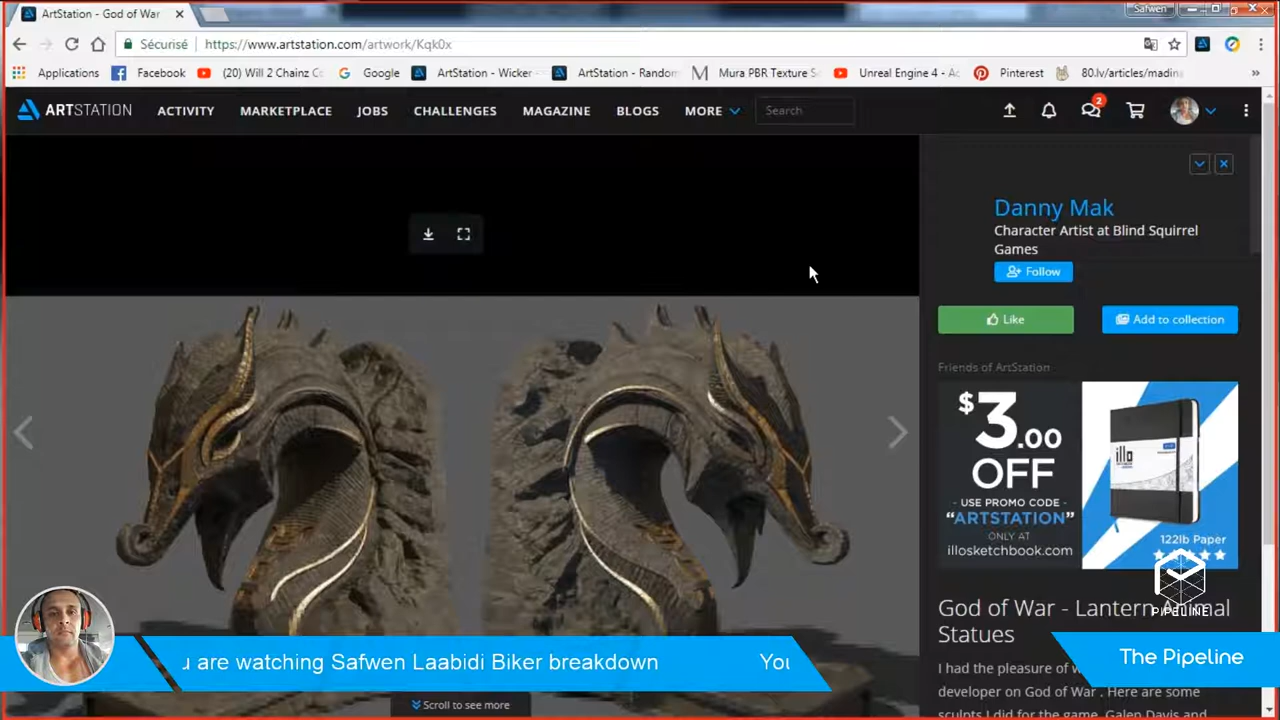 ArtStation - God of War
Safwen
Sécurisé
https://www.artstation.com/artwork/Kqk0x
Applications
Facebook
(20) Will 2 Chainz
Google
ArtStation - Wicker
ArtStation - Random
Mura PBR Texture
Unreal Engine 4 -
Pinterest
80.lv/articles/madina
ARTSTATION
ACTIVITY
MARKETPLACE
JOBS
CHALLENGES
MAGAZINE
BLOGS
MORE
Search
2
Danny Mak
Character Artist at Blind Squirrel
Games
Follow
Like
Add to collection
Friends of ArtStation
$3.00
OFF
- USE PROMO CODE -
"ARTSTATION"
ONLY AT
illosketchbook.com
illo
122lb Paper
PIPELINE
God of War - Lantern
Statues
I had the pleasure of
developer on God of War . Here are some
sculpts I did for the game. Galen Davis and
are watching Safwen Laabidi Biker breakdown
The Pipeline
Scroll to see more